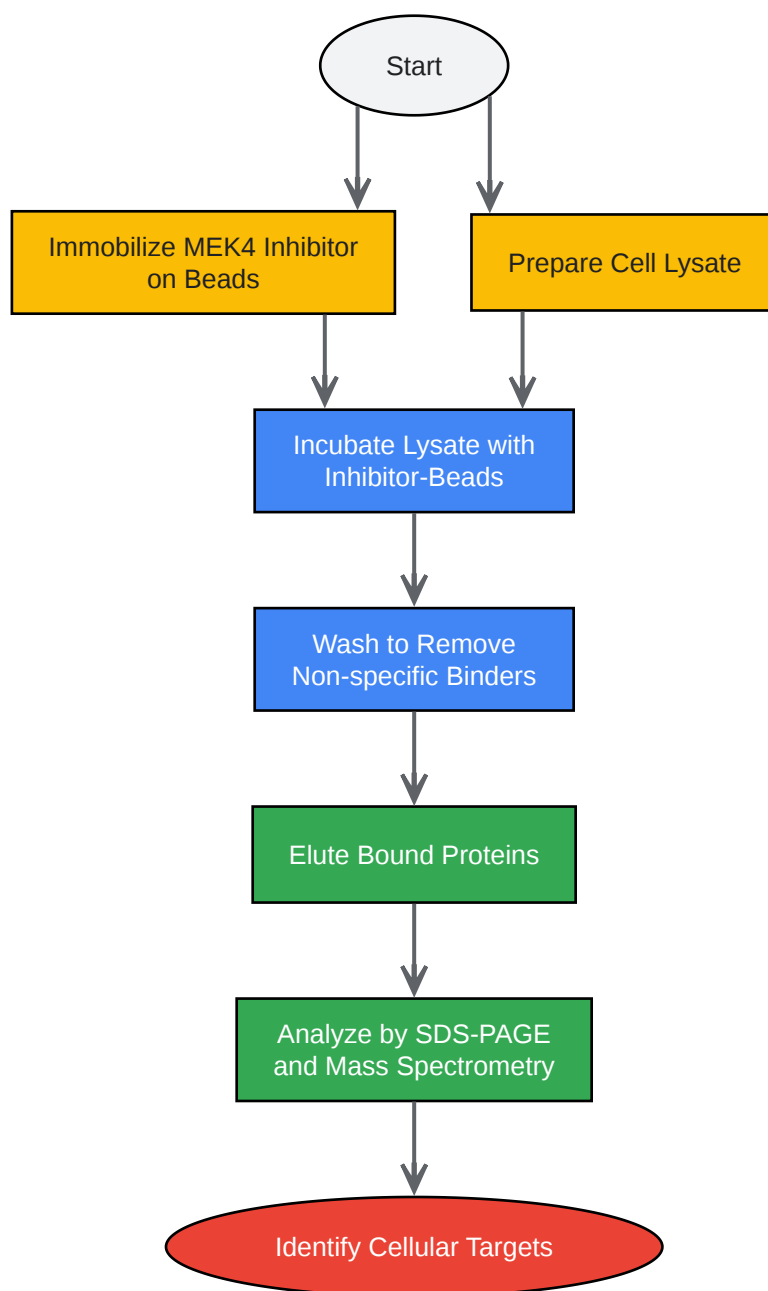 Start
Immobilize MEK4 Inhibitor
on Beads
Prepare Cell Lysate
Incubate Lysate with
Inhibitor-Beads
Wash to Remove
Non-specific Binders
Elute Bound Proteins
Analyze by SDS-PAGE
and Mass Spectrometry
Identify Cellular Targets